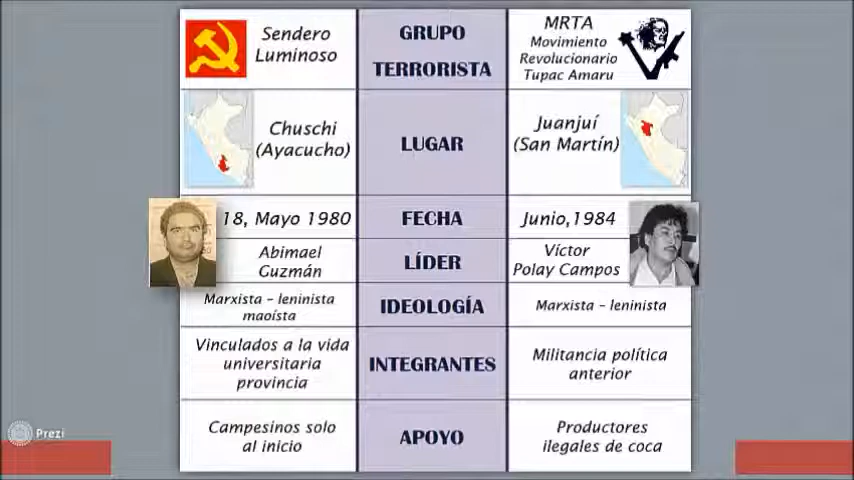 Sendero
Luminoso
GRUPO
TERRORISTA
MRTA
Movimiento
Revolucionario
Tupac Amaru
Chuschi
(Ayacucho)
LUGAR
Juanjuí
(San Martín)
18, Mayo 1980
FECHA
Junio,1984
Abimael
Guzmán
LÍDER
Víctor
Polay Campos
Marxista – leninista
maoísta
IDEOLOGÍA
Marxista – leninista
Vinculados a la vida
universitaria
provincia
INTEGRANTES
Militancia política
anterior
Campesinos solo
al inicio
APOYO
Productores
ilegales de coca
Prezi